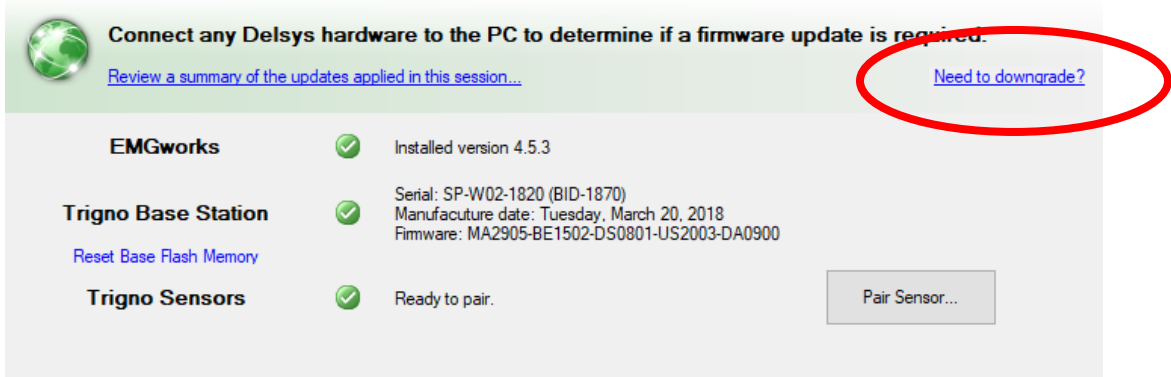 Connect any Delsys hardware to the PC to determine if a firmware update is required.
Review a summary of the updates applied in this session...
Need to downgrade?
EMGworks
Installed version 4.5.3
Trigno Base Station
Serial: SP-W02-1820 (BID-1870)
Manufacuture date: Tuesday, March 20, 2018
Firmware: MA2905-BE1502-DS0801-US2003-DA0900
Reset Base Flash Memory
Trigno Sensors
Ready to pair.
Pair Sensor...